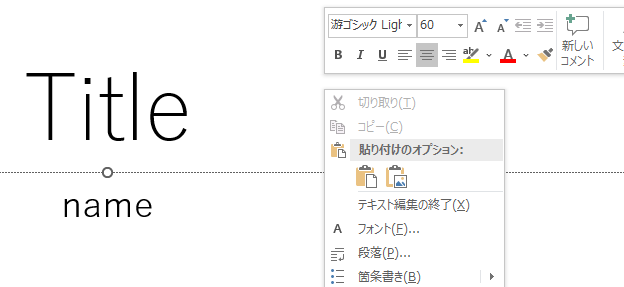 游ゴシック Ligh
60
A
A
新しい
コメント
B
I
U
ab
A
Title
name
切り取り(T)
コピー(C)
貼り付けのオプション:
テキスト編集の終了(X)
A
フォント(F)...
段落(P)...
箇条書き(B)